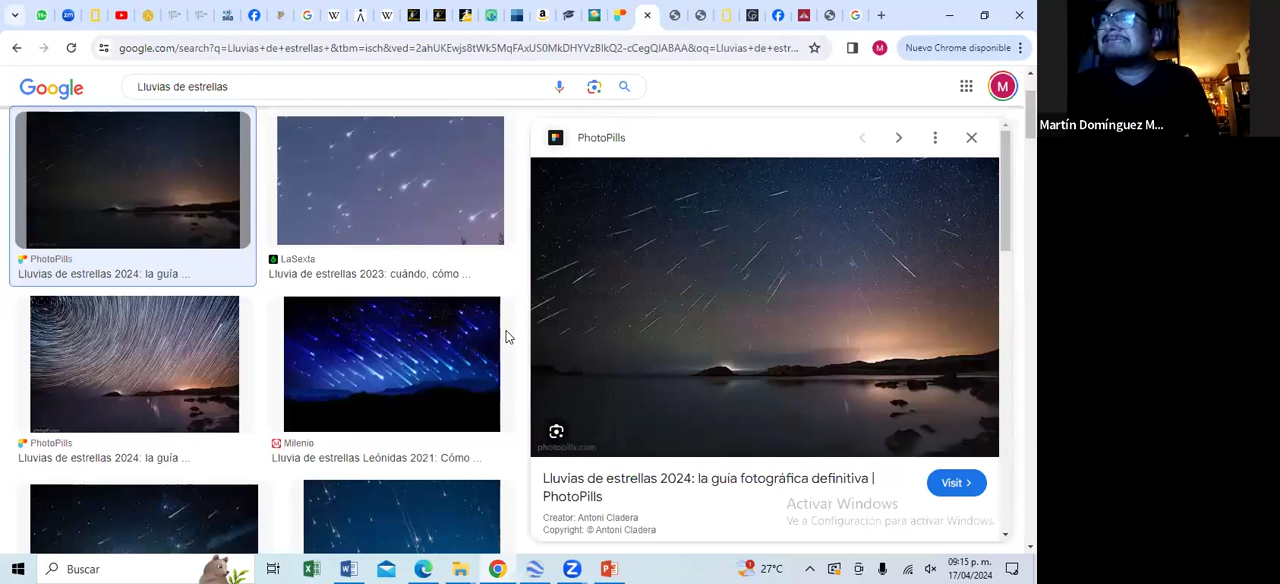 google.com/search?q=Lluvias+de+estrellas+&tbm=isch&ved=2ahUKEwjs8tWk5MqFAxUS0MkDHYVzBlkQ2-cCegQIABAA&oq=Lluvias+de+estr...
M
Nuevo Chrome disponible
Google
Lluvias de estrellas
M
Martín Domínguez M...
PhotoPills
PhotoPills
Lluvias de estrellas 2024: la guía ...
LaSexta
Lluvia de estrellas 2023: cuándo, cómo ...
PhotoPills
Lluvias de estrellas 2024: la guía ...
Milenio
Lluvia de estrellas Leónidas 2021: Cómo ...
photopills.com
Lluvias de estrellas 2024: la guía fotográfica definitiva |
PhotoPills
Visit
Creator: Antoni Cladera
Copyright: © Antoni Cladera
Activar Windows
Ve a Configuración para activar Windows.
Buscar
27°C
09:15 p. m.
17/04/2024